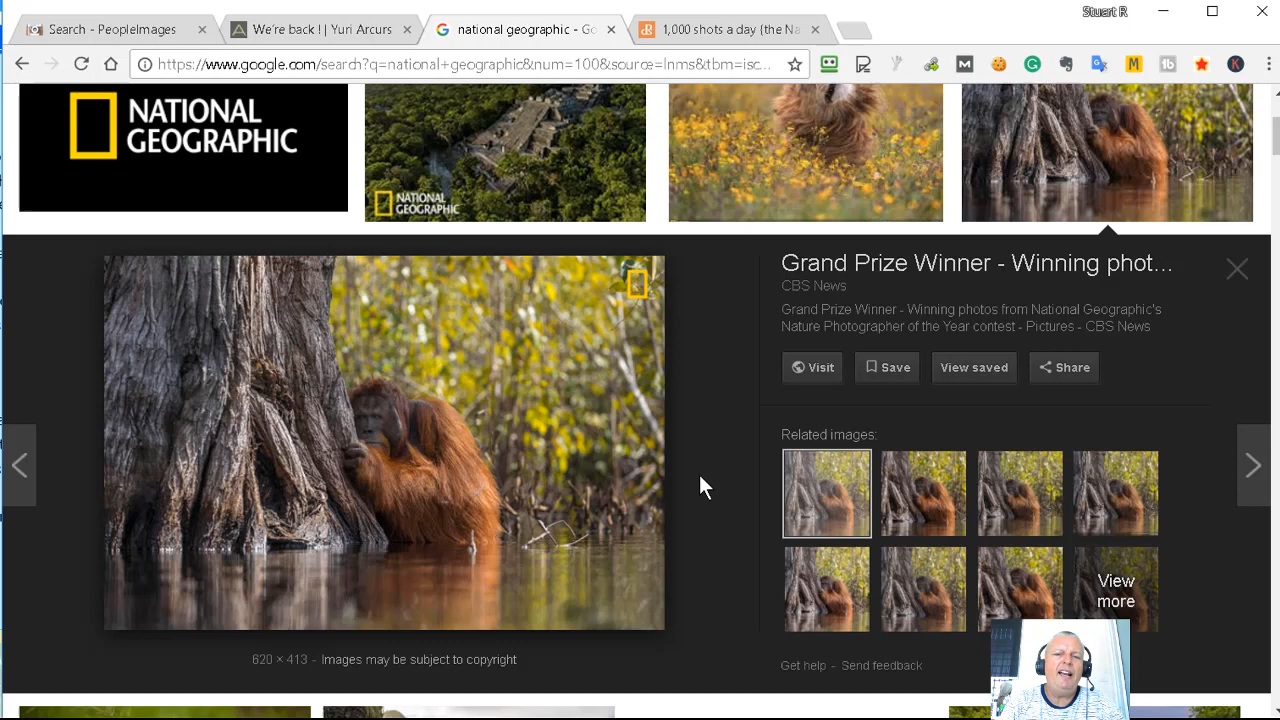 Stuart R
Search - PeopleImages
We're back ! | Yuri Arcurs
national geographic - Go
1,000 shots a day (the Na
https://www.google.com/search?q=national+geographic&num=100&source=lnms&tbm=isc...
NATIONAL
GEOGRAPHIC
NATIONAL
GEOGRAPHIC
Grand Prize Winner - Winning phot...
CBS News
Grand Prize Winner - Winning photos from National Geographic's
Nature Photographer of the Year contest - Pictures - CBS News
Visit
Save
View saved
Share
Related images:
View
more
620 × 413 - Images may be subject to copyright
Get help - Send feedback